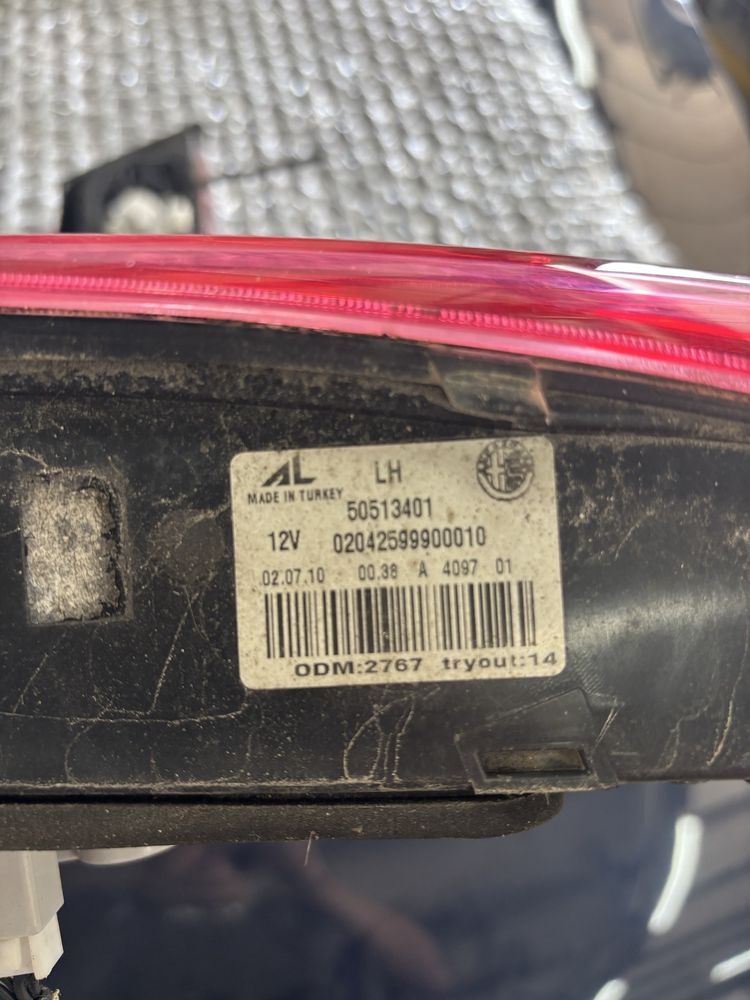 AL LH
MADE IN TURKEY
50513401
12V 02042599900010
02.07.10 00.38 A 4097 01
ODM:2767 tryout:14